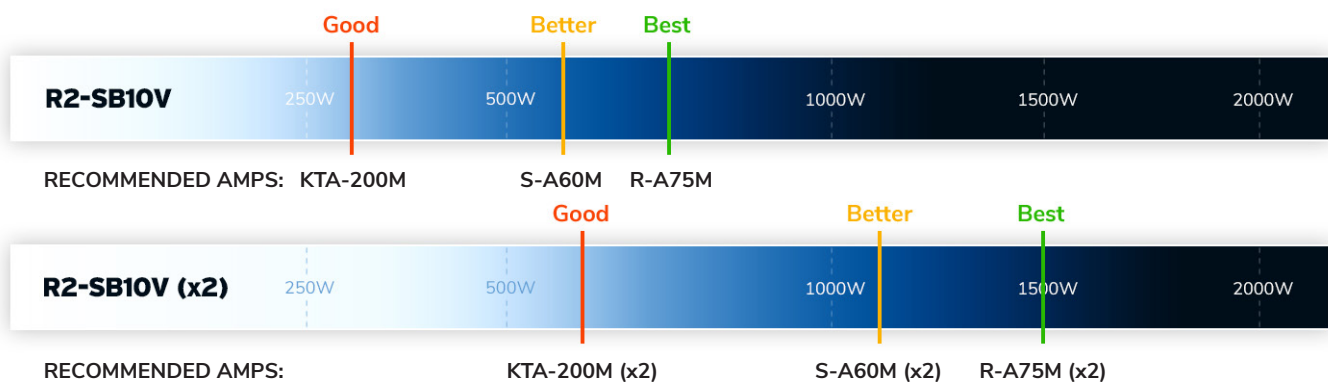 Good Better Best
R2-SB10V 250W 500W 1000W 1500W 2000W
RECOMMENDED AMPS: KTA-200M S-A60M R-A75M
Good Better Best
R2-SB10V (x2) 250W 500W 1000W 1500W 2000W
RECOMMENDED AMPS: KTA-200M (x2) S-A60M (x2) R-A75M (x2)